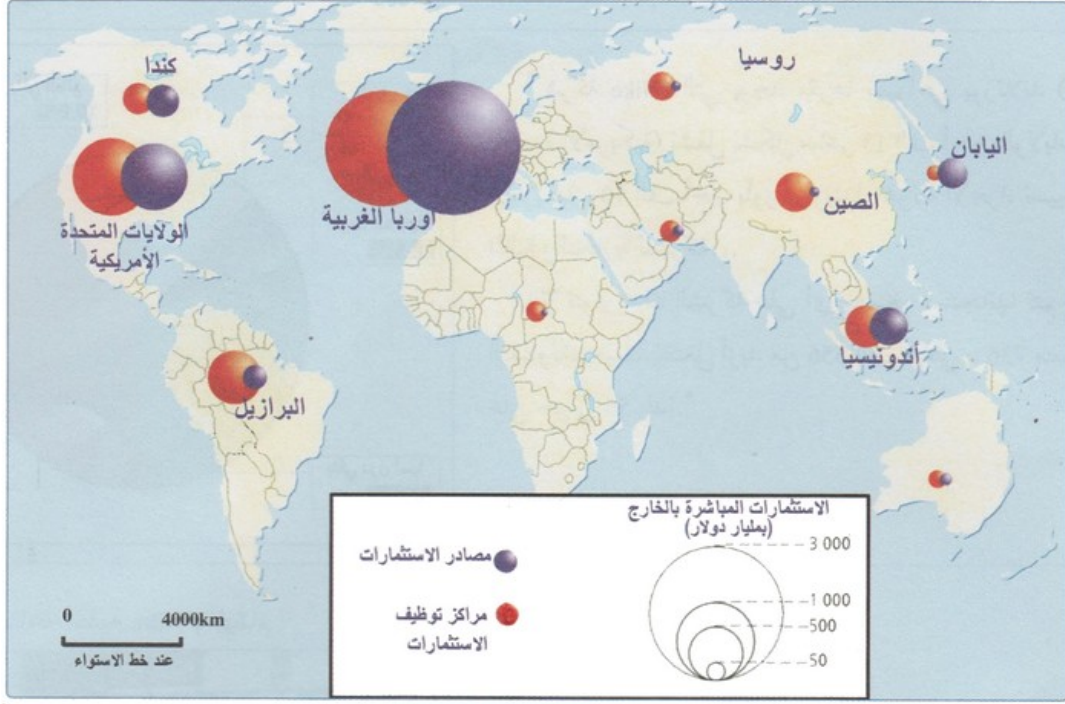 كندا
روسيا
اليابان
الصين
أوربا الغربية
الولايات المتحدة
الأمريكية
أندونيسيا
البرازيل
الاستثمارات المباشرة بالخارج
(بمليار دولار)
3 000
1 000
500
50
مصادر الاستثمارات
مراكز توظيف
الاستثمارات
0 4000km
عند خط الاستواء